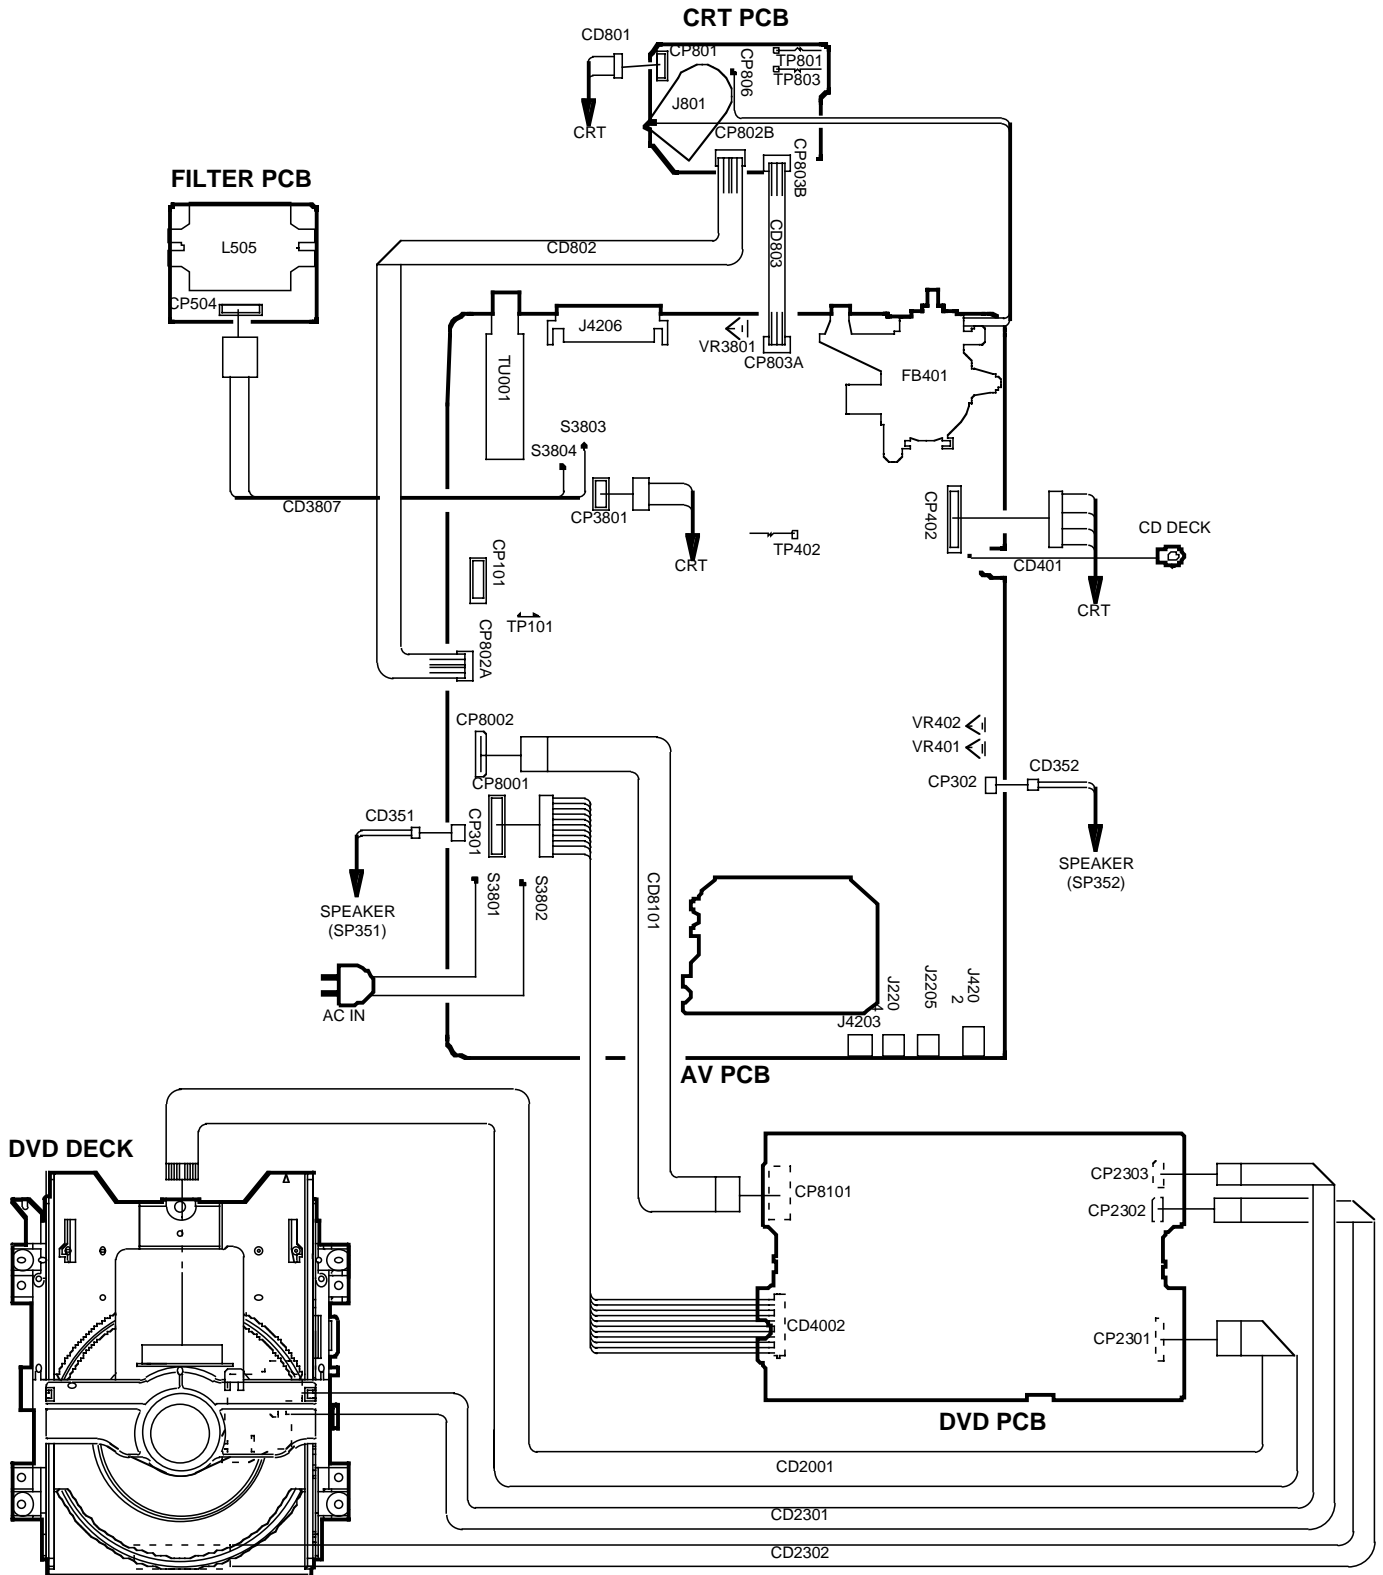 CRT PCB
CD801
CP801
CP806
TP801
TP803
J801
CRT
CP802B
CP803B
FILTER PCB
L505
CP504
CD802
CD803
J4206
VR3801
CP803A
TU001
FB401
S3803
S3804
CD3807
CP3801
CRT
TP402
CP402
CD DECK
CD401
CRT
CP101
TP101
CP802A
CP8002
CP8001
VR402
VR401
CP302
CD352
SPEAKER
(SP352)
CD351
CP301
S3801
S3802
SPEAKER
(SP351)
CD8101
AC IN
J4203
J220
4
J2205
J420
2
AV PCB
DVD DECK
CP8101
CP2303
CP2302
CD4002
CP2301
DVD PCB
CD2001
CD2301
CD2302